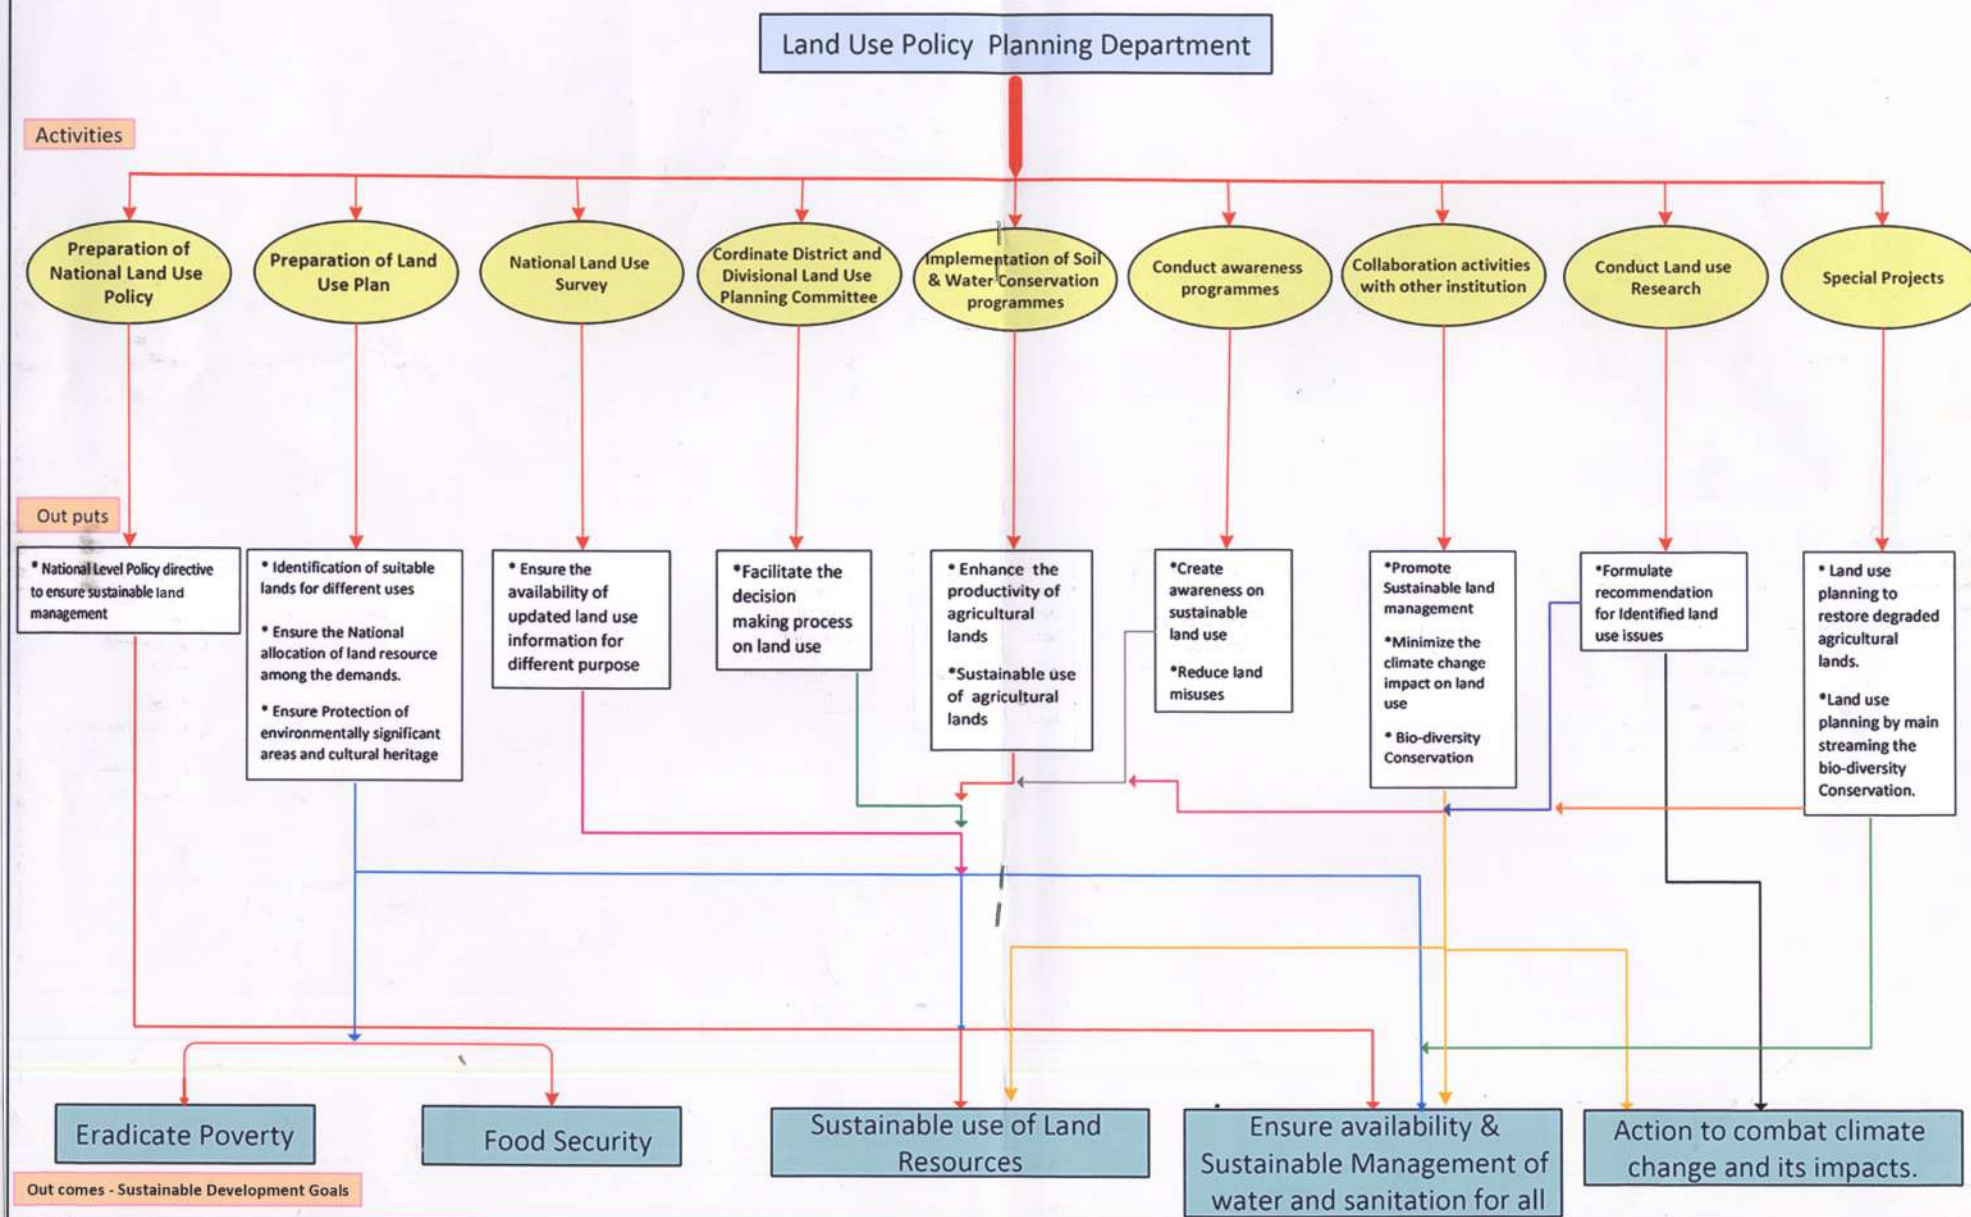 Land Use Policy Planning Department
Activities
Preparation of
National Land Use
Policy
Preparation of Land
Use Plan
National Land Use
Survey
Cordinate District and
Divisional Land Use
Planning Committee
Implementation of Soil
& Water Conservation
programmes
Conduct awareness
programmes
Collaboration activities
with other institution
Conduct Land use
Research
Special Projects
Out puts
* National Level Policy directive
to ensure sustainable land
management
* Identification of suitable
lands for different uses
* Ensure the National
allocation of land resource
among the demands.
* Ensure Protection of
environmentally significant
areas and cultural heritage
* Ensure the
availability of
updated land use
information for
different purpose
*Facilitate the
decision
making process
on land use
* Enhance the
productivity of
agricultural
lands
*Sustainable use
of agricultural
lands
*Create
awareness on
sustainable
land use
*Reduce land
misuses
*Promote
Sustainable land
management
*Minimize the
climate change
impact on land
use
* Bio-diversity
Conservation
*Formulate
recommendation
for Identified land
use issues
* Land use
planning to
restore degraded
agricultural
lands.
*Land use
planning by main
streaming the
bio-diversity
Conservation.
Eradicate Poverty
Food Security
Sustainable use of Land
Resources
Ensure availability &
Sustainable Management of
water and sanitation for all
Action to combat climate
change and its impacts.
Out comes - Sustainable Development Goals